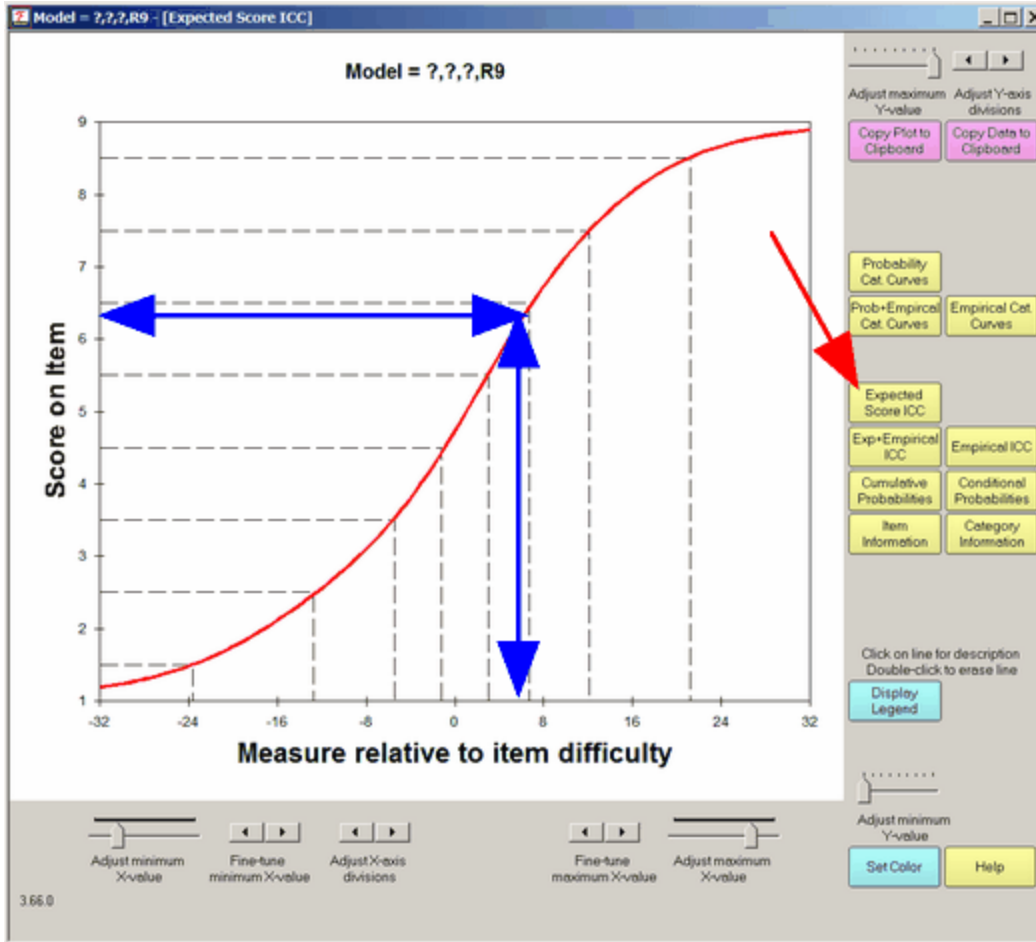 Model = ?,?,?,R9 - [Expected Score ICC]
Model = ?,?,?,R9
Adjust maximum
Y-value
Adjust Y-axis
divisions
Copy Plot to
Clipboard
Copy Data to
Clipboard
9
8
7
6
5
4
3
2
1
Score on Item
-32
-24
-16
-8
0
8
16
24
32
Measure relative to item difficulty
Probability
Cat. Curves
Prob+Empirical
Cat. Curves
Empirical Cat.
Curves
Expected
Score ICC
Exp+Empirical
ICC
Empirical ICC
Cumulative
Probabilities
Conditional
Probabilities
Item
Information
Category
Information
Click on line for description
Double-click to erase line
Display
Legend
Adjust minimum
Y-value
Adjust minimum
X-value
Fine-tune
minimum X-value
Adjust X-axis
divisions
Fine-tune
maximum X-value
Adjust maximum
X-value
Set Color
Help
3.66.0